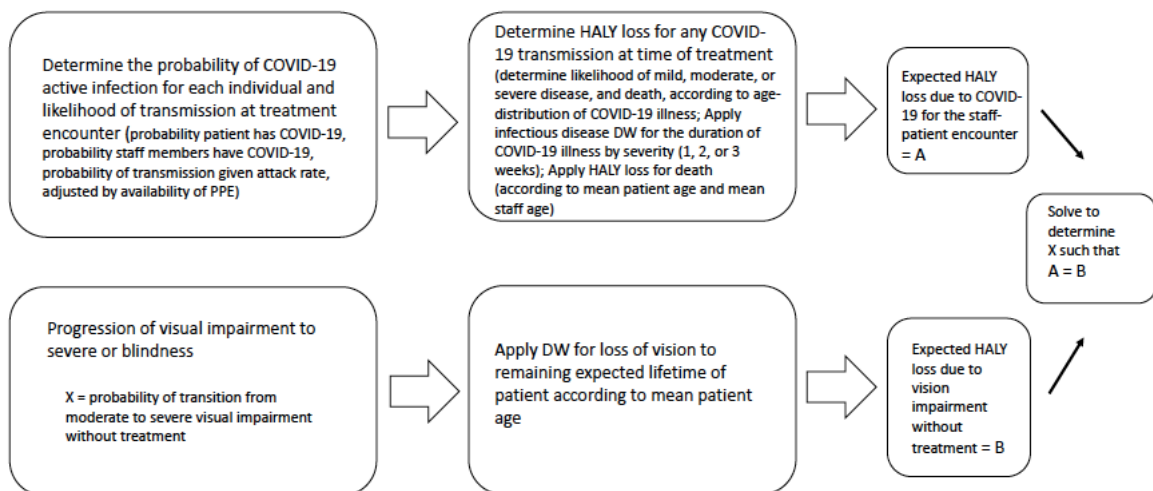 Determine the probability of COVID-19
active infection for each individual and
likelihood of transmission at treatment
encounter (probability patient has COVID-19,
probability staff members have COVID-19,
probability of transmission given attack rate,
adjusted by availability of PPE)
Determine HALY loss for any COVID-
19 transmission at time of treatment
(determine likelihood of mild, moderate, or
severe disease, and death, according to age-
distribution of COVID-19 illness; Apply
infectious disease DW for the duration of
COVID-19 illness by severity (1, 2, or 3
weeks); Apply HALY loss for death
(according to mean patient age and mean
staff age)
Expected HALY
loss due to COVID-
19 for the staff-
patient encounter
= A
Solve to
determine
X such that
A = B
Progression of visual impairment to
severe or blindness
X = probability of transition from
moderate to severe visual impairment
without treatment
Apply DW for loss of vision to
remaining expected lifetime of
patient according to mean patient
age
Expected HALY
loss due to
vision
impairment
without
treatment = B